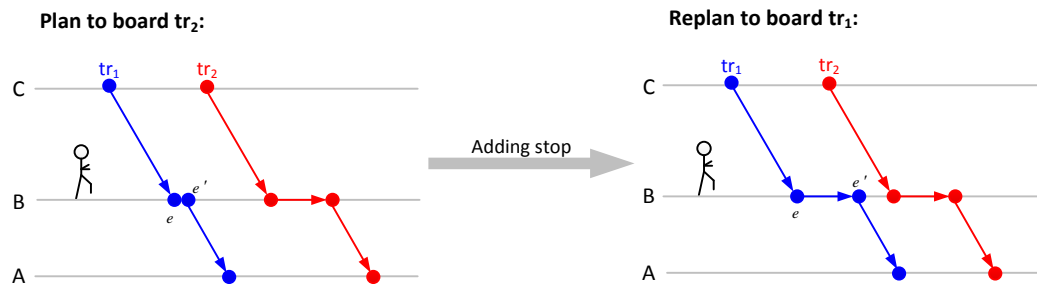 Plan to board tr₂:
Replan to board tr₁:
tr₁
tr₂
tr₁
tr₂
C
C
Adding stop
e'
e'
B
B
e
e
A
A